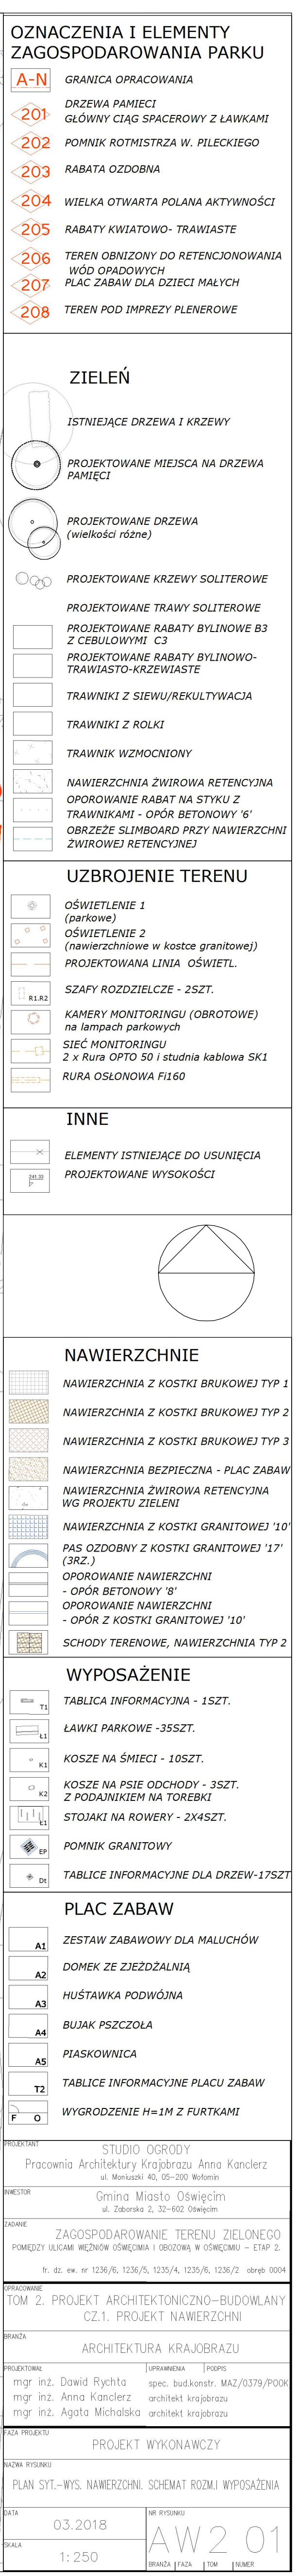 OZNACZENIA I ELEMENTY
ZAGOSPODAROWANIA PARKU
A-N GRANICA OPRACOWANIA
201 DRZEWA PAMIECI
GŁÓWNY CIĄG SPACEROWY Z ŁAWKAMI
202 POMNIK ROTMISTRZA W. PILECKIEGO
203 RABATA OZDOBNA
204 WIELKA OTWARTA POLANA AKTYWNOŚCI
205 RABATY KWIATOWO- TRAWIASTE
206 TEREN OBNIZONY DO RETENCJONOWANIA
WÓD OPADOWYCH
207 PLAC ZABAW DLA DZIECI MAŁYCH
208 TEREN POD IMPREZY PLENEROWE
ZIELEŃ
ISTNIEJĄCE DRZEWA I KRZEWY
PROJEKTOWANE MIEJSCA NA DRZEWA
PAMIĘCI
PROJEKTOWANE DRZEWA
(wielkości różne)
PROJEKTOWANE KRZEWY SOLITEROWE
PROJEKTOWANE TRAWY SOLITEROWE
PROJEKTOWANE RABATY BYLINOWE B3
Z CEBULOWYMI C3
PROJEKTOWANE RABATY BYLINOWO-
TRAWIASTO-KRZEWIASTE
TRAWNIKI Z SIEWU/REKULTYWACJA
TRAWNIKI Z ROLKI
TRAWNIK WZMOCNIONY
NAWIERZCHNIA ŻWIROWA RETENCYJNA
OPOROWANIE RABAT NA STYKU Z
TRAWNIKAMI - OPÓR BETONOWY '6'
OBRZEŻE SLIMBOARD PRZY NAWIERZCHNI
ŻWIROWEJ RETENCYJNEJ
UZBROJENIE TERENU
OŚWIETLENIE 1
(parkowe)
OŚWIETLENIE 2
(nawierzchniowe w kostce granitowej)
PROJEKTOWANA LINIA OŚWIETL.
R1.R2 SZAFY ROZDZIELCZE - 2SZT.
KAMERY MONITORINGU (OBROTOWE)
na lampach parkowych
SIEĆ MONITORINGU
2 x Rura OPTO 50 i studnia kablowa SK1
RURA OSŁONOWA Fi160
INNE
ELEMENTY ISTNIEJĄCE DO USUNIĘCIA
241.33 PROJEKTOWANE WYSOKOŚCI
NAWIERZCHNIE
NAWIERZCHNIA Z KOSTKI BRUKOWEJ TYP 1
NAWIERZCHNIA Z KOSTKI BRUKOWEJ TYP 2
NAWIERZCHNIA Z KOSTKI BRUKOWEJ TYP 3
NAWIERZCHNIA BEZPIECZNA - PLAC ZABAW
NAWIERZCHNIA ŻWIROWA RETENCYJNA
WG PROJEKTU ZIELENI
NAWIERZCHNIA Z KOSTKI GRANITOWEJ '10'
PAS OZDOBNY Z KOSTKI GRANITOWEJ '17'
(3RZ.)
OPOROWANIE NAWIERZCHNI
- OPÓR BETONOWY '8'
OPOROWANIE NAWIERZCHNI
- OPÓR Z KOSTKI GRANITOWEJ '10'
SCHODY TERENOWE, NAWIERZCHNIA TYP 2
WYPOSAŻENIE
T1 TABLICA INFORMACYJNA - 1SZT.
Ł1 ŁAWKI PARKOWE -35SZT.
K1 KOSZE NA ŚMIECI - 10SZT.
K2 KOSZE NA PSIE ODCHODY - 3SZT.
Z PODAJNIKIEM NA TOREBKI
Ł1 STOJAKI NA ROWERY - 2X4SZT.
EP POMNIK GRANITOWY
Dt TABLICE INFORMACYJNE DLA DRZEW-17SZT
PLAC ZABAW
A1 ZESTAW ZABAWOWY DLA MALUCHÓW
A2 DOMEK ZE ZJEŻDŻALNIĄ
A3 HUŚTAWKA PODWÓJNA
A4 BUJAK PSZCZOŁA
A5 PIASKOWNICA
T2 TABLICE INFORMACYJNE PLACU ZABAW
F O WYGRODZENIE H=1M Z FURTKAMI
PROJEKTANT
STUDIO OGRODY
Pracownia Architektury Krajobrazu Anna Kanclerz
ul. Moniuszki 40, 05-200 Wołomin
INWESTOR
Gmina Miasto Oświęcim
ul. Zaborska 2, 32-602 Oświęcim
ZADANIE
ZAGOSPODAROWANIE TERENU ZIELONEGO
POMIĘDZY ULICAMI WIĘŹNIÓW OŚWIĘCIMIA I OBOZOWĄ W OŚWIĘCIMIU - ETAP 2.
fr. dz. ew. nr 1236/6, 1236/5, 1235/4, 1235/6, 1236/2 obręb 0004
OPRACOWANIE
TOM 2. PROJEKT ARCHITEKTONICZNO-BUDOWLANY
CZ.1. PROJEKT NAWIERZCHNI
BRANŻA
ARCHITEKTURA KRAJOBRAZU
PROJEKTOWAŁ UPRAWNIENIA PODPIS
mgr inż. Dawid Rychta spec. bud.konstr. MAZ/0379/POOK
mgr inż. Anna Kanclerz architekt krajobrazu
mgr inż. Agata Michalska architekt krajobrazu
FAZA PROJEKTU
PROJEKT WYKONAWCZY
NAZWA RYSUNKU
PLAN SYT.-WYS. NAWIERZCHNI. SCHEMAT ROZM.I WYPOSAŻENIA
DATA NR RYSUNKU
03.2018
AW2 01
SKALA
1:250
BRANŻA FAZA TOM NUMER